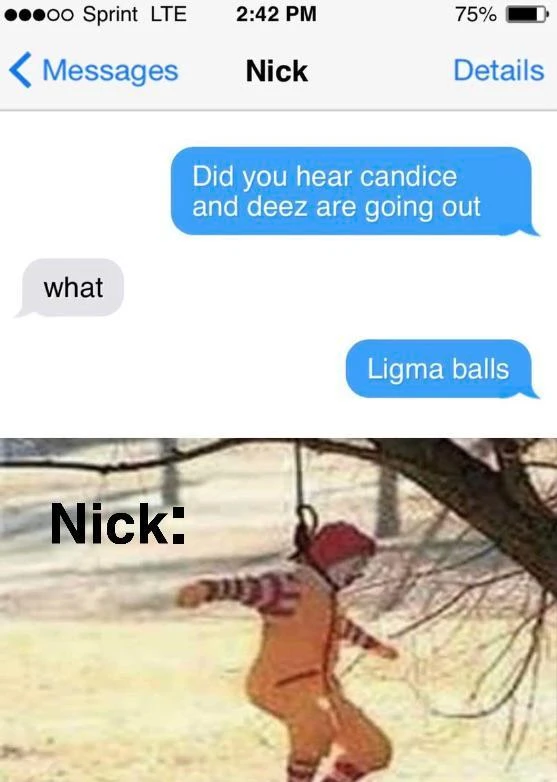 Sprint LTE 2:42 PM 75%
Messages Nick Details
Did you hear candice
and deez are going out
what
Ligma balls
Nick: